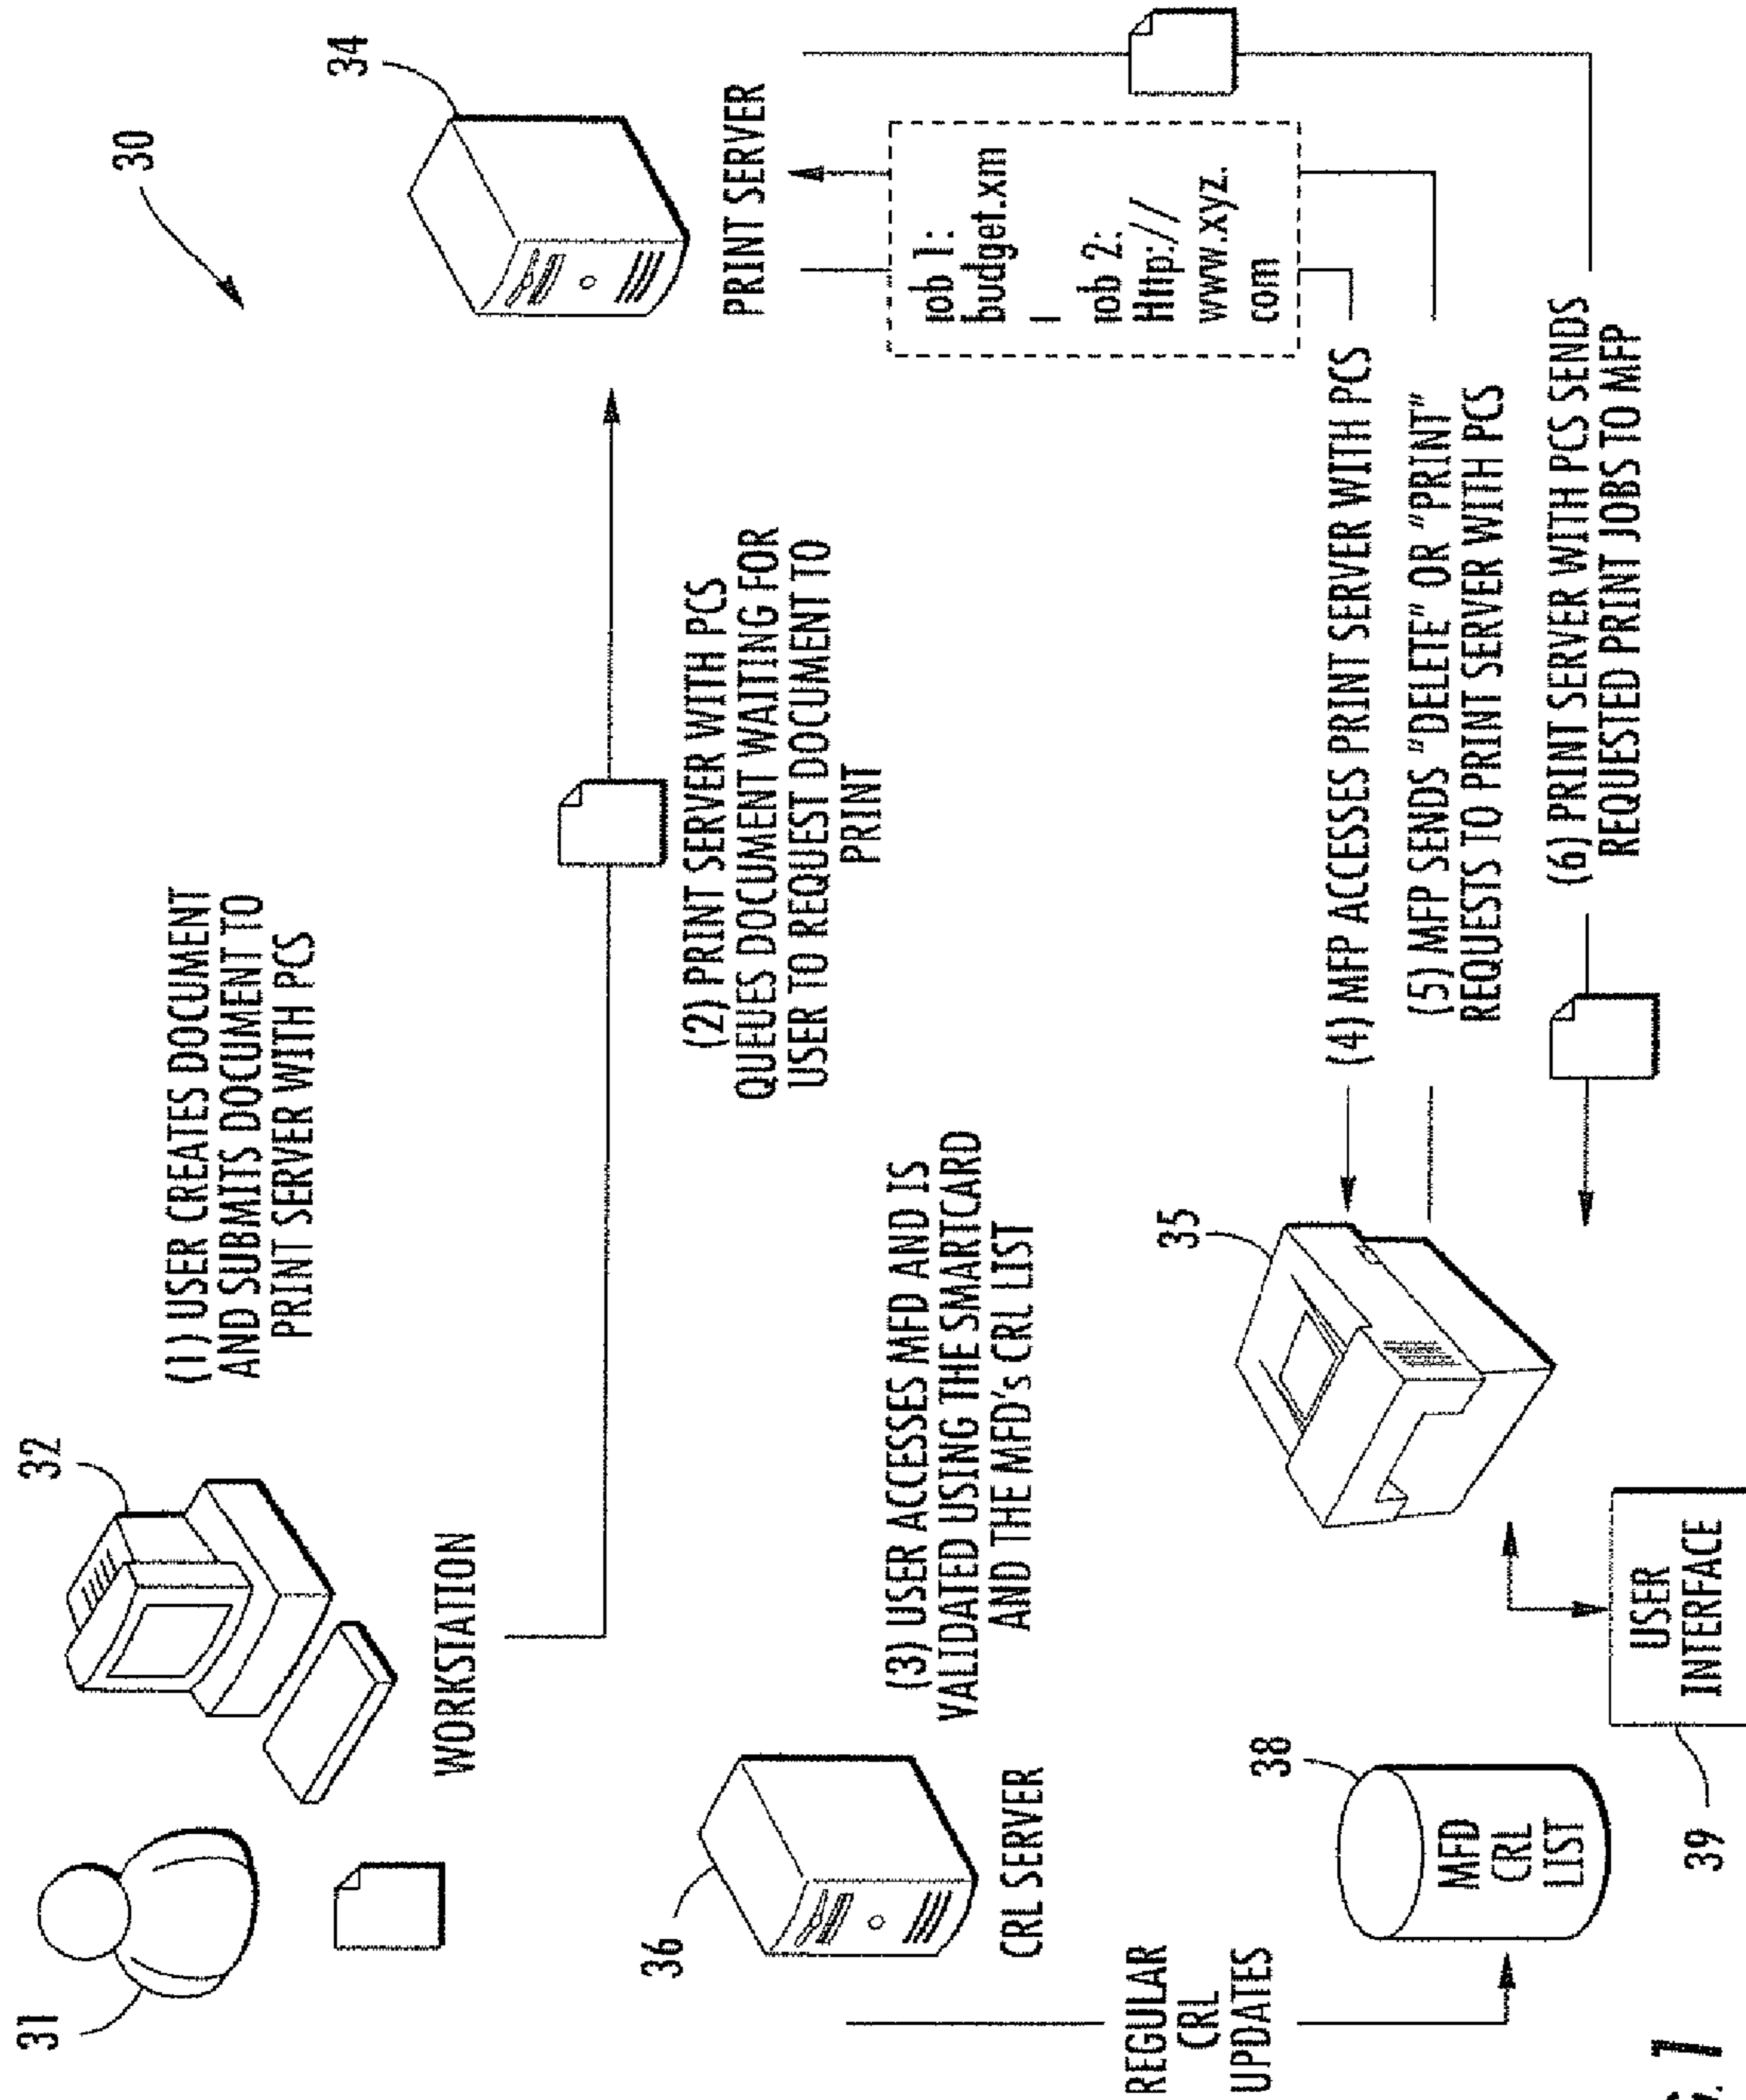 30
31
32
(1) USER CREATES DOCUMENT
AND SUBMITS DOCUMENT TO
PRINT SERVER WITH PCS
34
WORKSTATION
(2) PRINT SERVER WITH PCS
QUEUES DOCUMENT WAITING FOR
USER TO REQUEST DOCUMENT TO
PRINT
PRINT SERVER
36
CRL SERVER
(3) USER ACCESSES MFD AND IS
VALIDATED USING THE SMARTCARD
AND THE MFD's CRL LIST
job 1:
budget.xm
l
job 2:
Http://
www.xyz.
com
REGULAR
CRL
UPDATES
38
MFD
CRL
LIST
35
(4) MFP ACCESSES PRINT SERVER WITH PCS
(5) MFP SENDS "DELETE" OR "PRINT"
REQUESTS TO PRINT SERVER WITH PCS
(6) PRINT SERVER WITH PCS SENDS
REQUESTED PRINT JOBS TO MFP
USER
INTERFACE
39